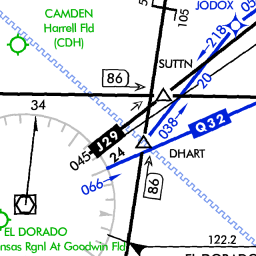 CAMDEN
Harrell Fld
(CDH)
JODOX
105
218
05
SUTTN
86
20
34
J29
038
Q32
045
24
DHART
066
86
EL DORADO
nsas Rgnl At Goodwin Fld
122.2
EL DORADO